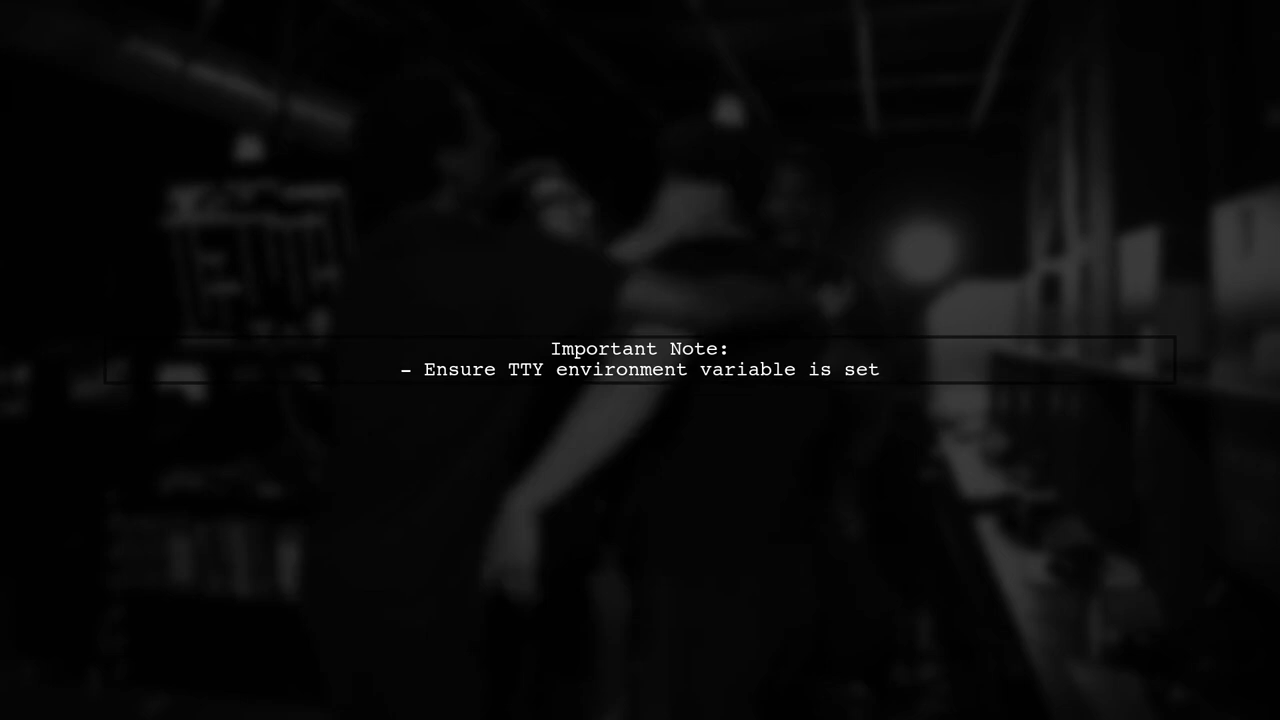 Important Note:
– Ensure TTY environment variable is set